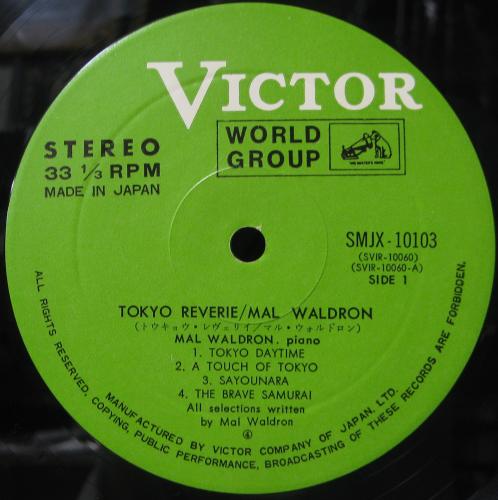 VICTOR
WORLD
GROUP
"HIS MASTER'S VOICE"
STEREO
33 1/3 RPM
MADE IN JAPAN
SMJX-10103
(SVIR-10060)
(SVIR-10060-A)
SIDE 1
TOKYO REVERIE/MAL WALDRON
(トウキョウ・レヴェリイ/マル・ウォルドロン)
MAL WALDRON. piano
1. TOKYO DAYTIME
2. A TOUCH OF TOKYO
3. SAYOUNARA
4. THE BRAVE SAMURAI
All selections written
by Mal Waldron
④
MANUFACTURED BY VICTOR COMPANY OF JAPAN, LTD.
ALL RIGHTS RESERVED, COPYING, PUBLIC PERFORMANCE, BROADCASTING OF THESE RECORDS ARE FORBIDDEN.